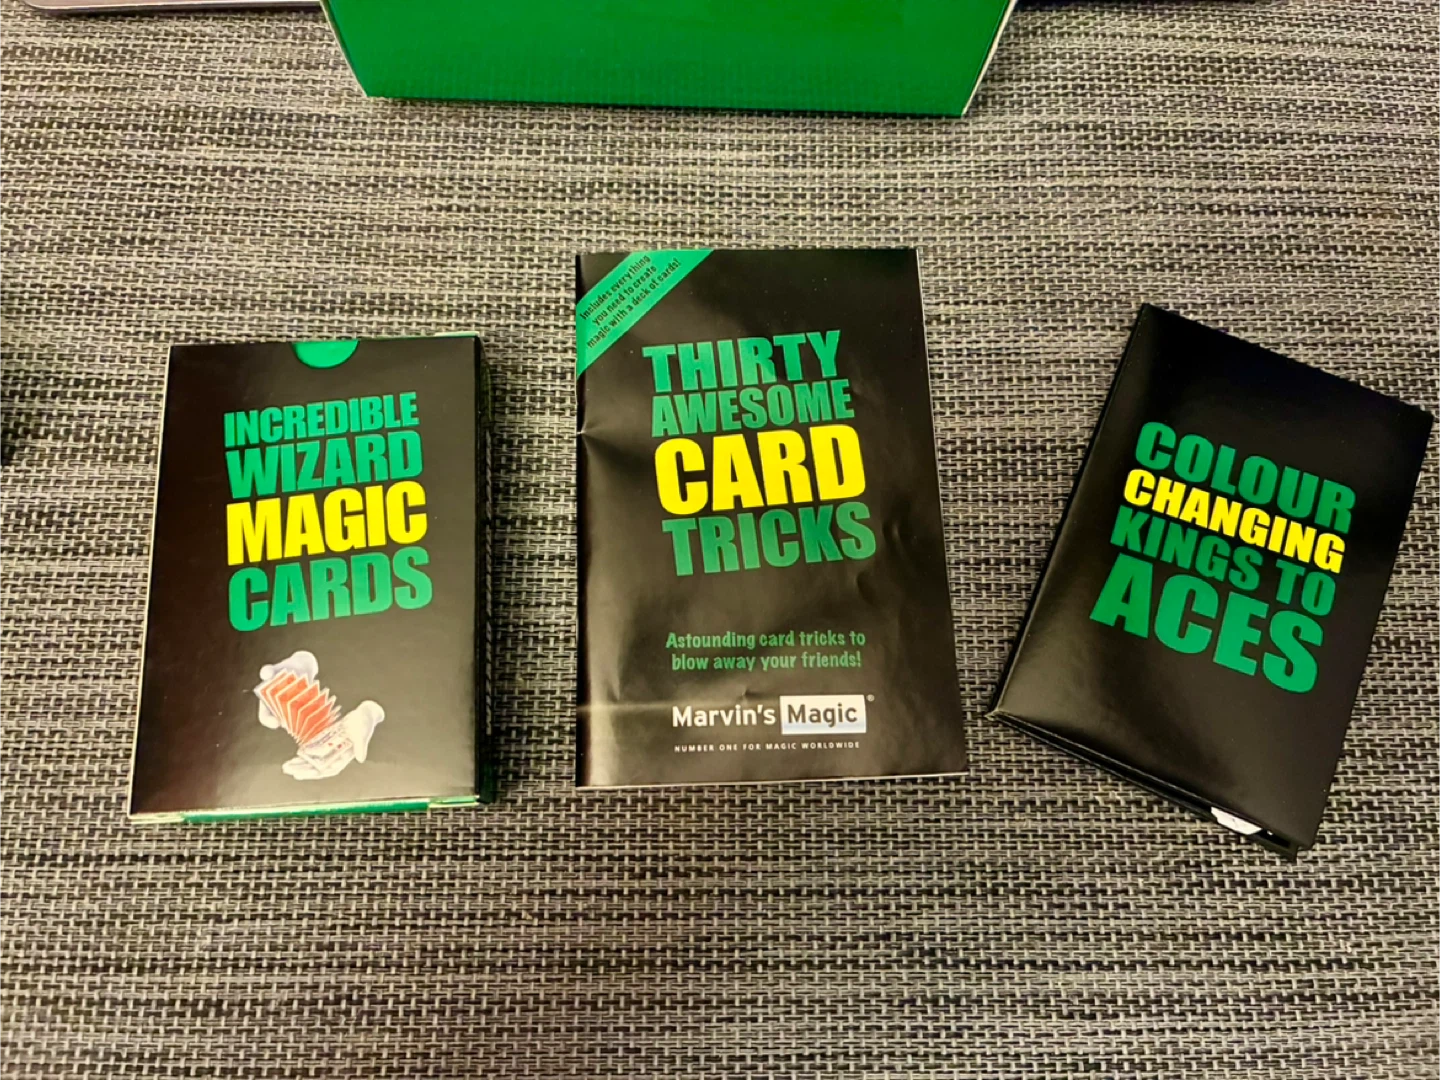 INCREDIBLE
WIZARD
MAGIC
CARDS
Includes everything
you need to create
magic with a deck of cards!
THIRTY
AWESOME
CARD
TRICKS
Astounding card tricks to
blow away your friends!
Marvin's Magic®
NUMBER ONE FOR MAGIC WORLDWIDE
COLOUR
CHANGING
KINGS TO
ACES